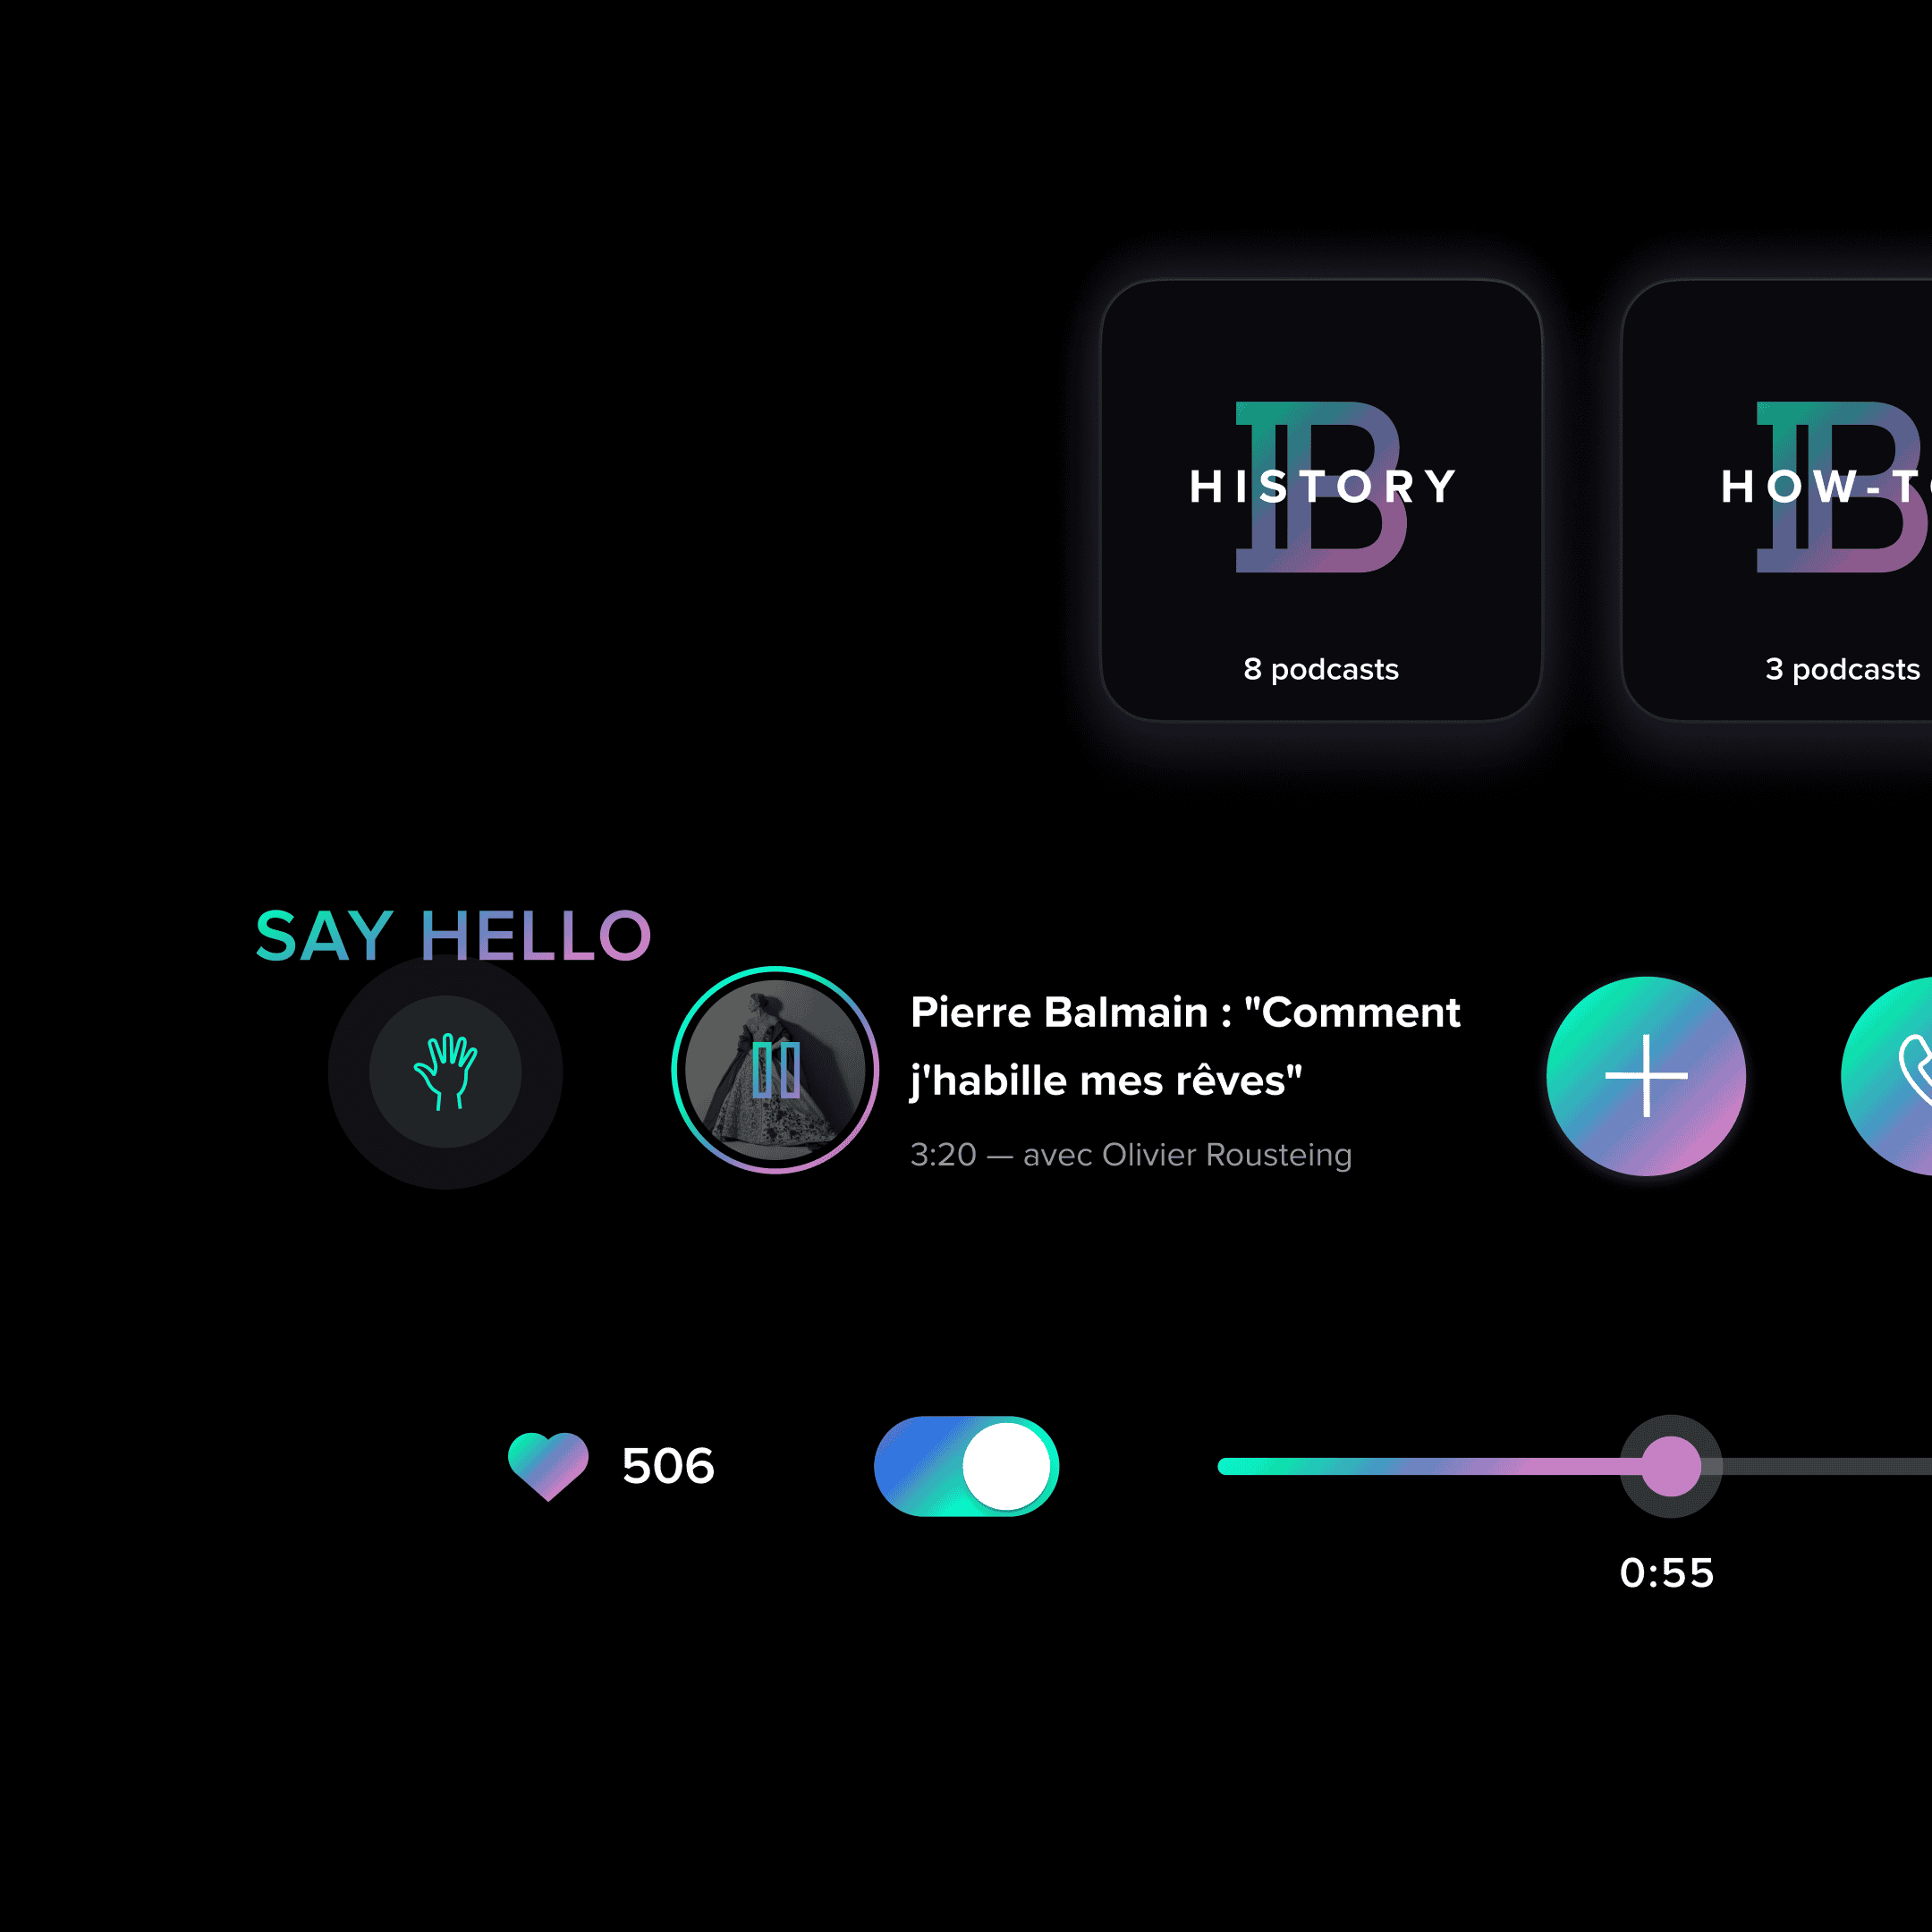 HISTORY
8 podcasts
HOW-T
3 podcasts
SAY HELLO
Pierre Balmain : "Comment
j'habille mes rêves"
3:20 — avec Olivier Rousteing
506
0:55